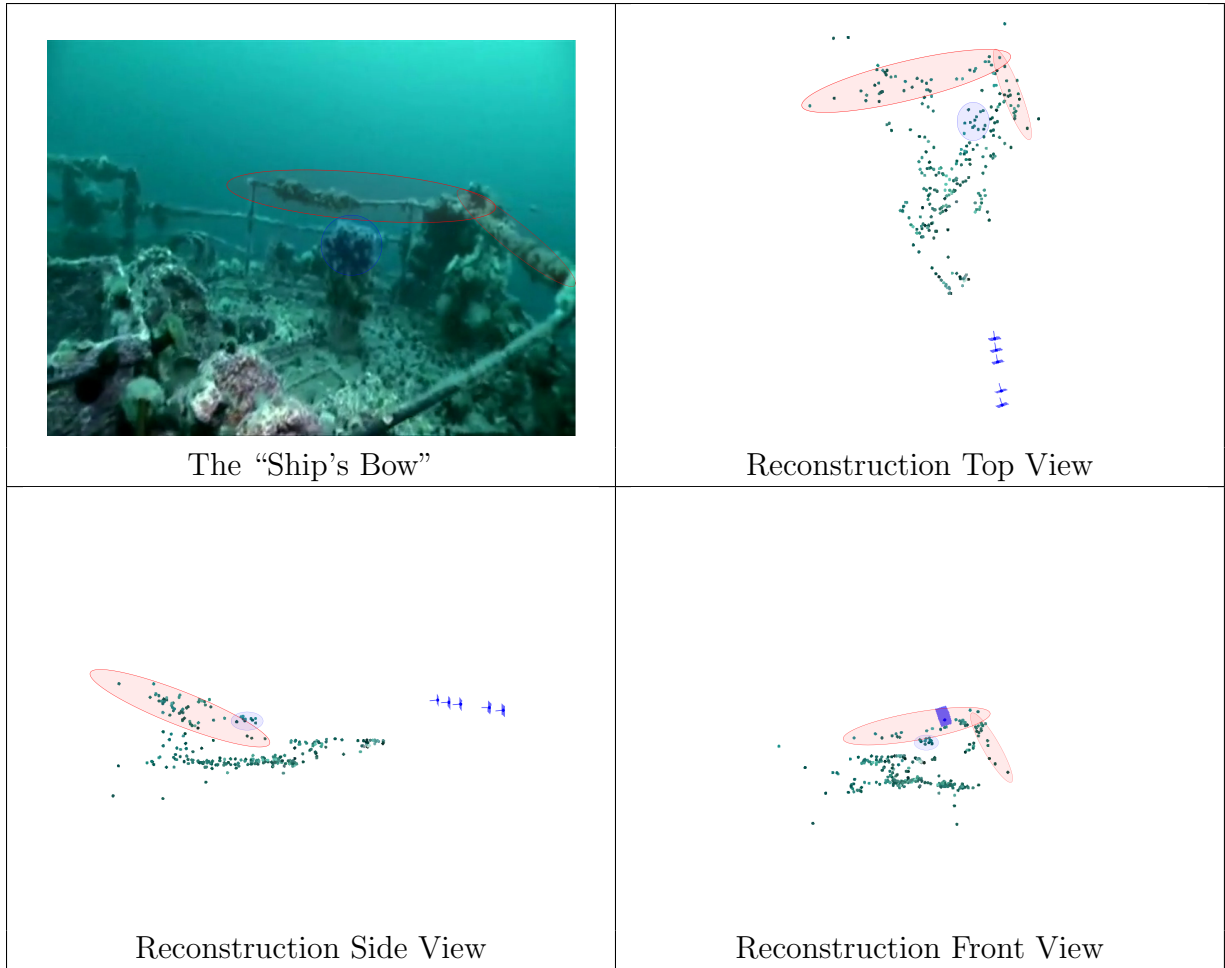 The “Ship’s Bow”
Reconstruction Top View
Reconstruction Side View
Reconstruction Front View